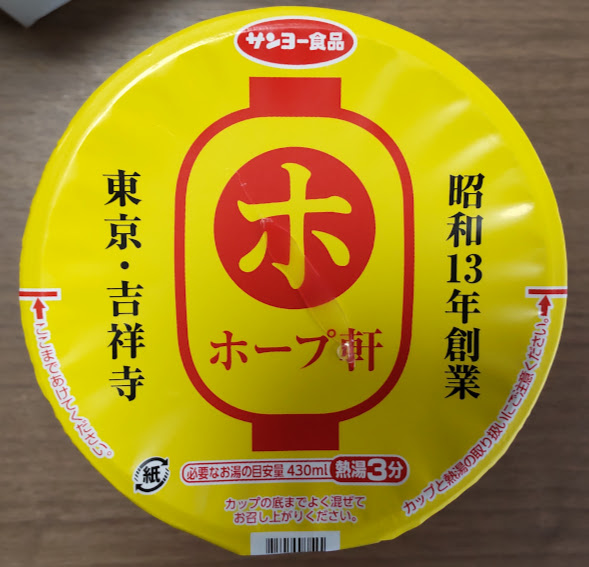 サンヨー食品
ホ
ホープ軒
東京・吉祥寺
昭和13年創業
ここまであけてください。
カップと熱湯の取り扱いにご注意ください。
紙
必要なお湯の目安量 430ml 熱湯3分
カップの底までよく混ぜて
お召し上がりください。